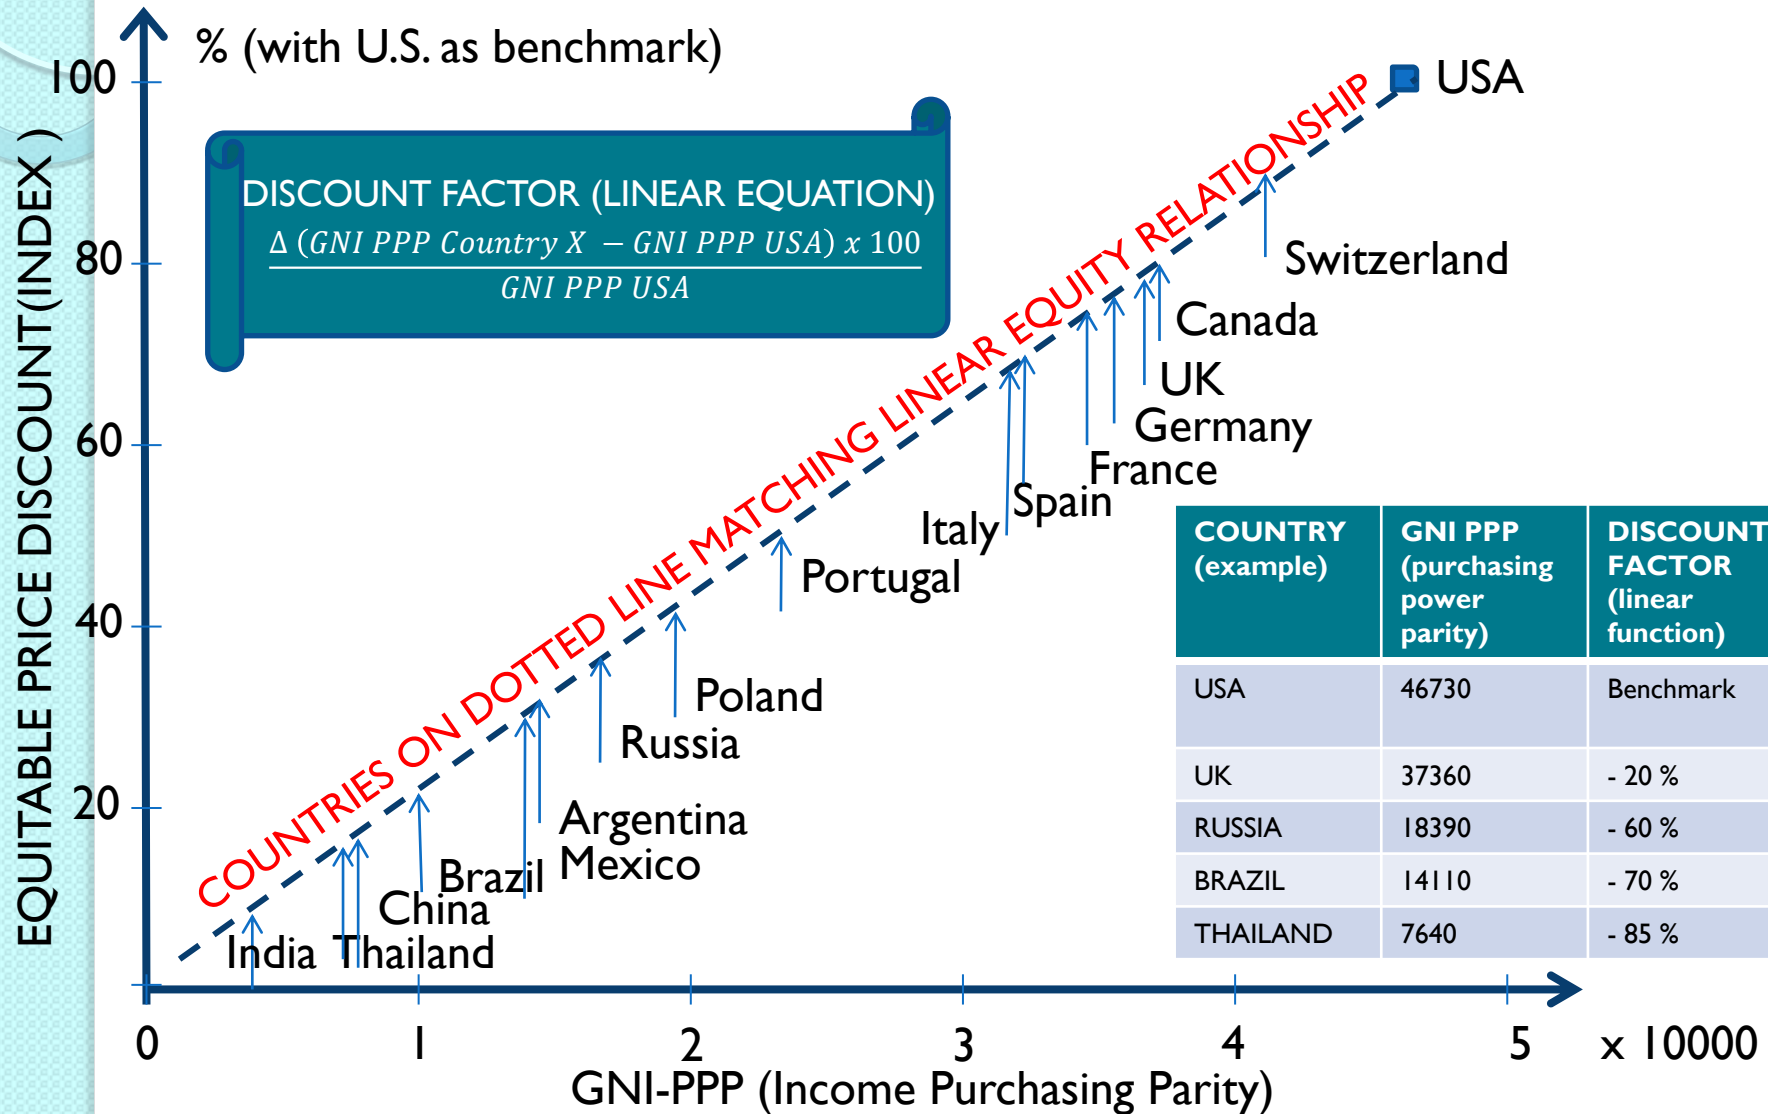 % (with U.S. as benchmark)
EQUITABLE PRICE DISCOUNT(INDEX )
100
80
60
40
20
DISCOUNT FACTOR (LINEAR EQUATION)
Δ (GNI PPP Country X − GNI PPP USA) x 100
GNI PPP USA
COUNTRIES ON DOTTED LINE MATCHING LINEAR EQUITY RELATIONSHIP
USA
Switzerland
Canada
UK
Germany
France
Spain
Italy
Portugal
Poland
Russia
Argentina
Mexico
Brazil
China
India Thailand
COUNTRY (example) GNI PPP (purchasing power parity) DISCOUNT FACTOR (linear function)
USA 46730 Benchmark
UK 37360 - 20 %
RUSSIA 18390 - 60 %
BRAZIL 14110 - 70 %
THAILAND 7640 - 85 %
0 1 2 3 4 5 x 10000
GNI-PPP (Income Purchasing Parity)